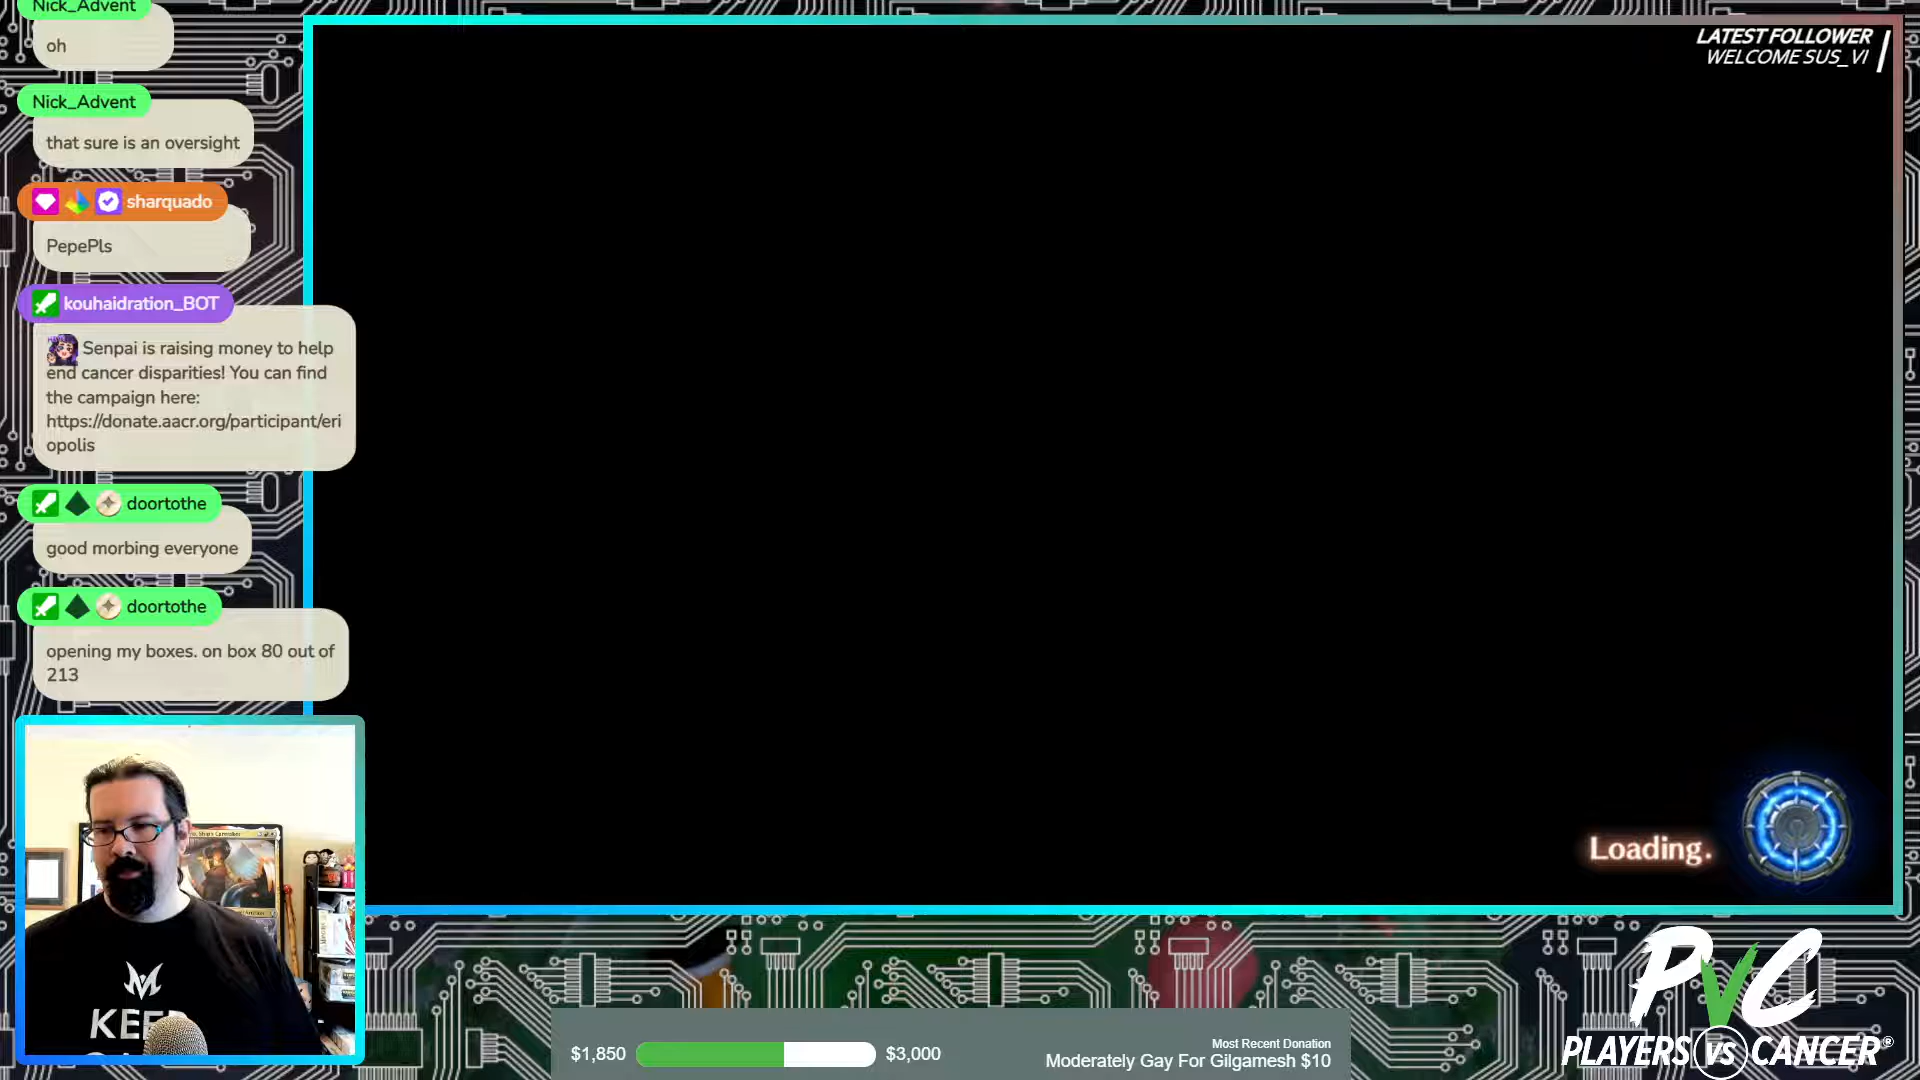 Nick_Advent
oh
Nick_Advent
that sure is an oversight
sharquado
PepePls
kouhaidration_BOT
Senpai is raising money to help
end cancer disparities! You can find
the campaign here:
https://donate.aacr.org/participant/eri
opolis
doortothe
good morbing everyone
doortothe
opening my boxes. on box 80 out of
213
LATEST FOLLOWER
WELCOME SUS_VI
Loading.
KEEP
$1,850
$3,000
Most Recent Donation
Moderately Gay For Gilgamesh $10
PVC
PLAYERS VS CANCER®